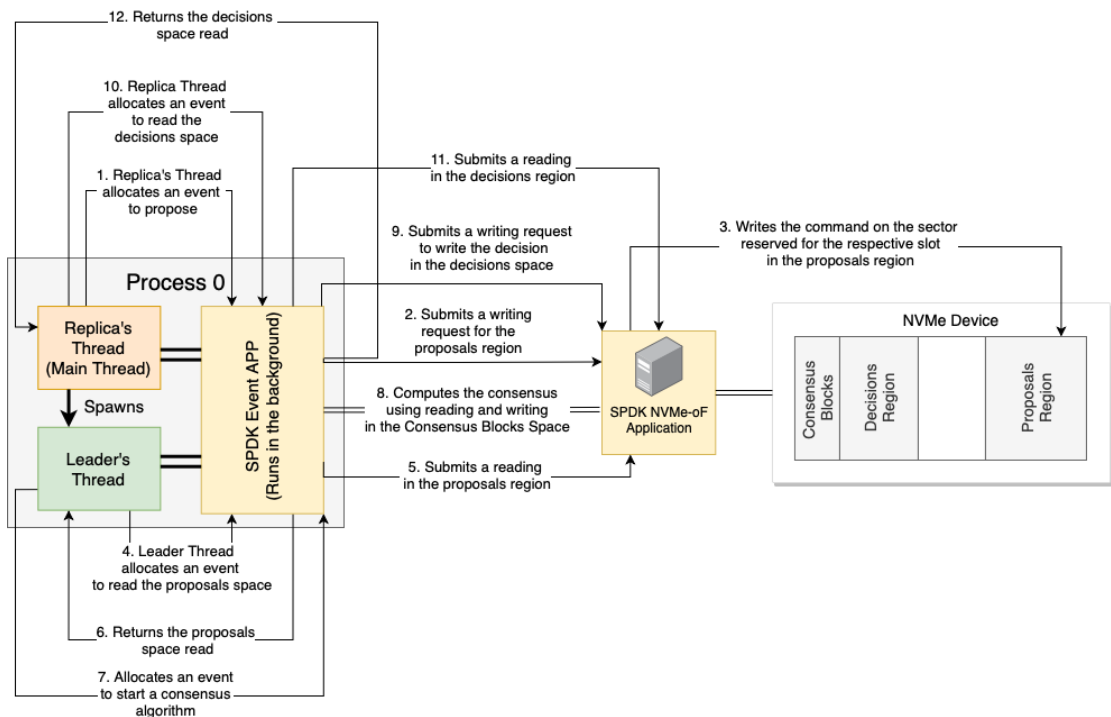 12. Returns the decisions
space read
10. Replica Thread
allocates an event
to read the
decisions space
1. Replica's Thread
allocates an event
to propose
11. Submits a reading
in the decisions region
9. Submits a writing request
to write the decision
in the decisions space
3. Writes the command on the sector
reserved for the respective slot
in the proposals region
Process 0
Replica's
Thread
(Main Thread)
Spawns
Leader's
Thread
SPDK Event APP
(Runs in the background)
2. Submits a writing
request for the
proposals region
8. Computes the consensus
using reading and writing
in the Consensus Blocks Space
5. Submits a reading
in the proposals region
SPDK NVMe-oF
Application
NVMe Device
Consensus
Blocks
Decisions
Region
Proposals
Region
4. Leader Thread
allocates an event
to read the proposals space
6. Returns the proposals
space read
7. Allocates an event
to start a consensus
algorithm